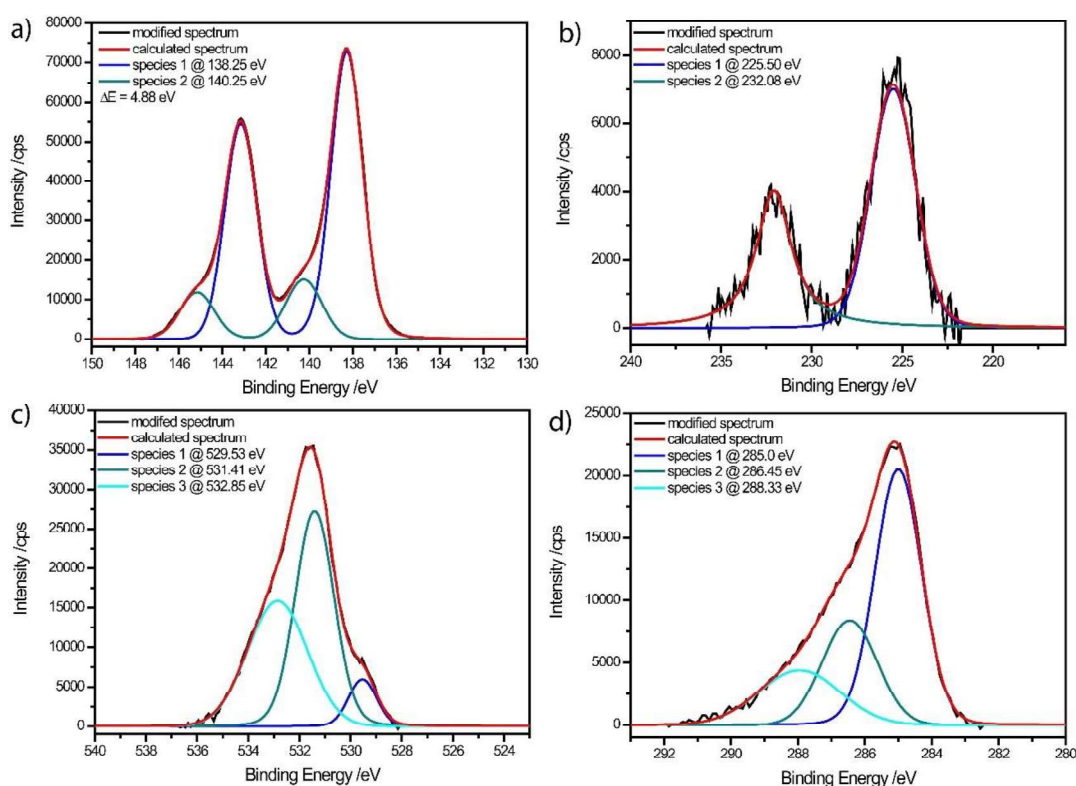 a)
modified spectrum
calculated spectrum
species 1 @ 138.25 eV
species 2 @ 140.25 eV
ΔE = 4.88 eV
80000
70000
60000
50000
40000
30000
20000
10000
0
Intensity /cps
150 148 146 144 142 140 138 136 134 132 130
Binding Energy /eV
b)
modified spectrum
calculated spectrum
species 1 @ 225.50 eV
species 2 @ 232.08 eV
8000
6000
4000
2000
0
Intensity /cps
240 230 220
Binding Energy /eV
c)
modified spectrum
calculated spectrum
species 1 @ 529.53 eV
species 2 @ 531.41 eV
species 3 @ 532.85 eV
40000
35000
30000
25000
20000
15000
10000
5000
0
Intensity /cps
540 538 536 534 532 530 528 526 524
Binding Energy /eV
d)
modified spectrum
calculated spectrum
species 1 @ 285.0 eV
species 2 @ 286.45 eV
species 3 @ 288.33 eV
25000
20000
15000
10000
5000
0
Intensity /cps
290 288 286 284 282 280
Binding Energy /eV